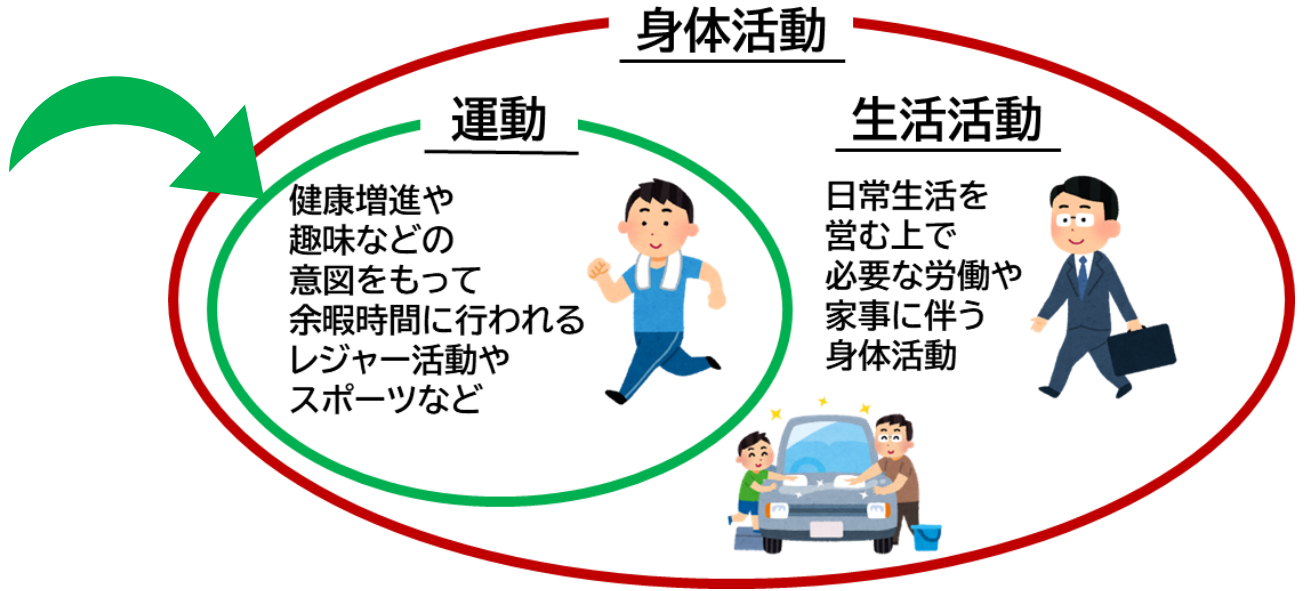 身体活動
運動
健康増進や
趣味などの
意図をもって
余暇時間に行われる
レジャー活動や
スポーツなど
生活活動
日常生活を
営む上で
必要な労働や
家事に伴う
身体活動